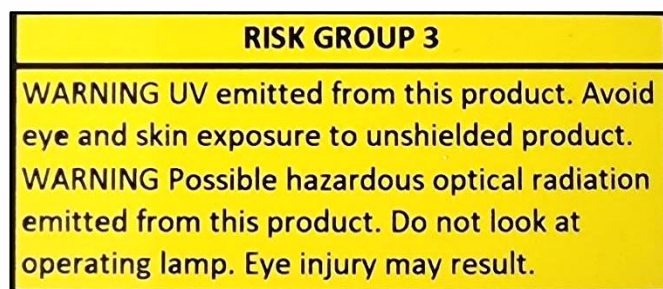 RISK GROUP 3
WARNING UV emitted from this product. Avoid
eye and skin exposure to unshielded product.
WARNING Possible hazardous optical radiation
emitted from this product. Do not look at
operating lamp. Eye injury may result.